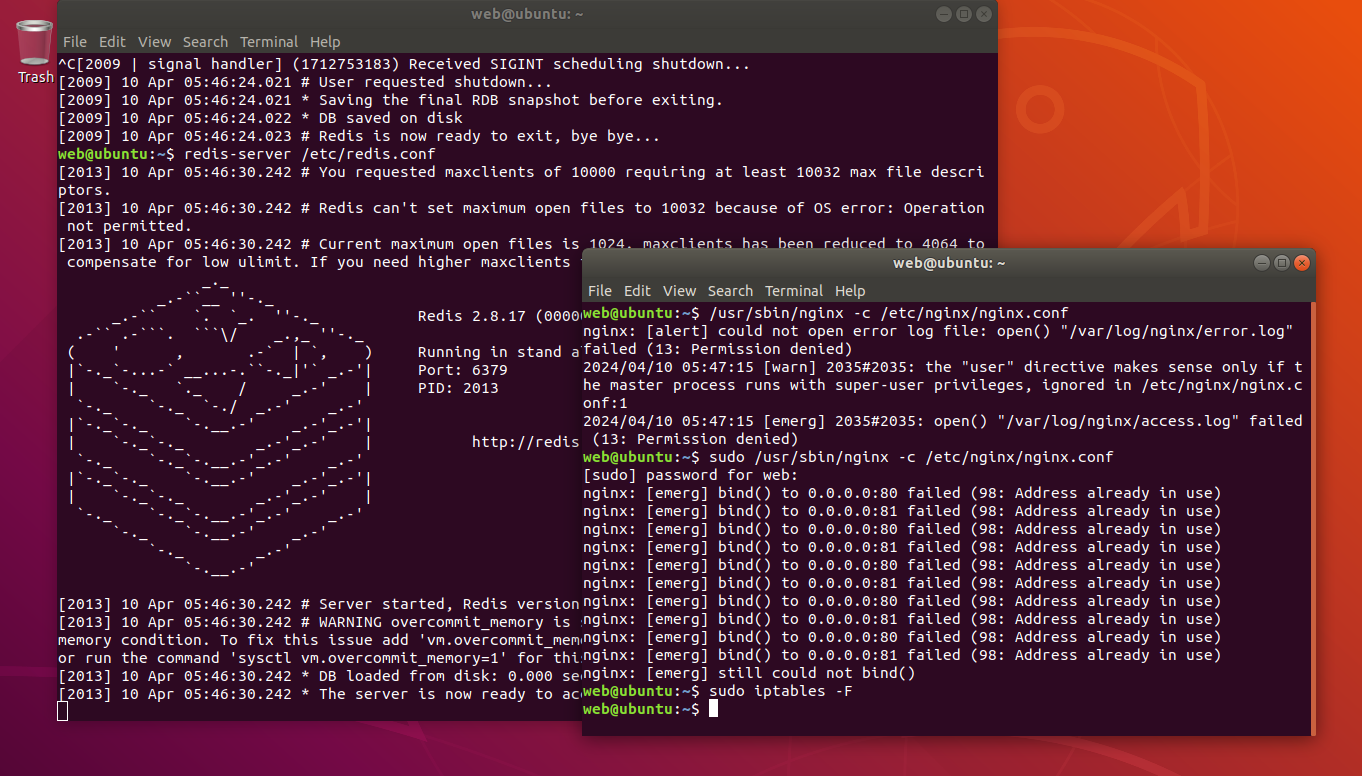 Trash
web@ubuntu: ~
File Edit View Search Terminal Help
^C[2009 | signal handler] (1712753183) Received SIGINT scheduling shutdown...
[2009] 10 Apr 05:46:24.021 # User requested shutdown...
[2009] 10 Apr 05:46:24.021 * Saving the final RDB snapshot before exiting.
[2009] 10 Apr 05:46:24.022 * DB saved on disk
[2009] 10 Apr 05:46:24.023 # Redis is now ready to exit, bye bye...
web@ubuntu:~$ redis-server /etc/redis.conf
[2013] 10 Apr 05:46:30.242 # You requested maxclients of 10000 requiring at least 10032 max file descri
ptors.
[2013] 10 Apr 05:46:30.242 # Redis can't set maximum open files to 10032 because of OS error: Operation
not permitted.
[2013] 10 Apr 05:46:30.242 # Current maximum open files is 1024. maxclients has been reduced to 4064 to
compensate for low ulimit. If you need higher maxclients
Redis 2.8.17 (0000
Running in stand a
Port: 6379
PID: 2013
http://redis
[2013] 10 Apr 05:46:30.242 # Server started, Redis version
[2013] 10 Apr 05:46:30.242 # WARNING overcommit_memory is
memory condition. To fix this issue add 'vm.overcommit_mem
or run the command 'sysctl vm.overcommit_memory=1' for thi
[2013] 10 Apr 05:46:30.242 * DB loaded from disk: 0.000 se
[2013] 10 Apr 05:46:30.242 * The server is now ready to ac
web@ubuntu: ~
File Edit View Search Terminal Help
web@ubuntu:~$ /usr/sbin/nginx -c /etc/nginx/nginx.conf
nginx: [alert] could not open error log file: open() "/var/log/nginx/error.log"
failed (13: Permission denied)
2024/04/10 05:47:15 [warn] 2035#2035: the "user" directive makes sense only if t
he master process runs with super-user privileges, ignored in /etc/nginx/nginx.c
onf:1
2024/04/10 05:47:15 [emerg] 2035#2035: open() "/var/log/nginx/access.log" failed
(13: Permission denied)
web@ubuntu:~$ sudo /usr/sbin/nginx -c /etc/nginx/nginx.conf
[sudo] password for web:
nginx: [emerg] bind() to 0.0.0.0:80 failed (98: Address already in use)
nginx: [emerg] bind() to 0.0.0.0:81 failed (98: Address already in use)
nginx: [emerg] bind() to 0.0.0.0:80 failed (98: Address already in use)
nginx: [emerg] bind() to 0.0.0.0:81 failed (98: Address already in use)
nginx: [emerg] bind() to 0.0.0.0:80 failed (98: Address already in use)
nginx: [emerg] bind() to 0.0.0.0:81 failed (98: Address already in use)
nginx: [emerg] bind() to 0.0.0.0:80 failed (98: Address already in use)
nginx: [emerg] bind() to 0.0.0.0:81 failed (98: Address already in use)
nginx: [emerg] bind() to 0.0.0.0:80 failed (98: Address already in use)
nginx: [emerg] bind() to 0.0.0.0:81 failed (98: Address already in use)
nginx: [emerg] still could not bind()
web@ubuntu:~$ sudo iptables -F
web@ubuntu:~$